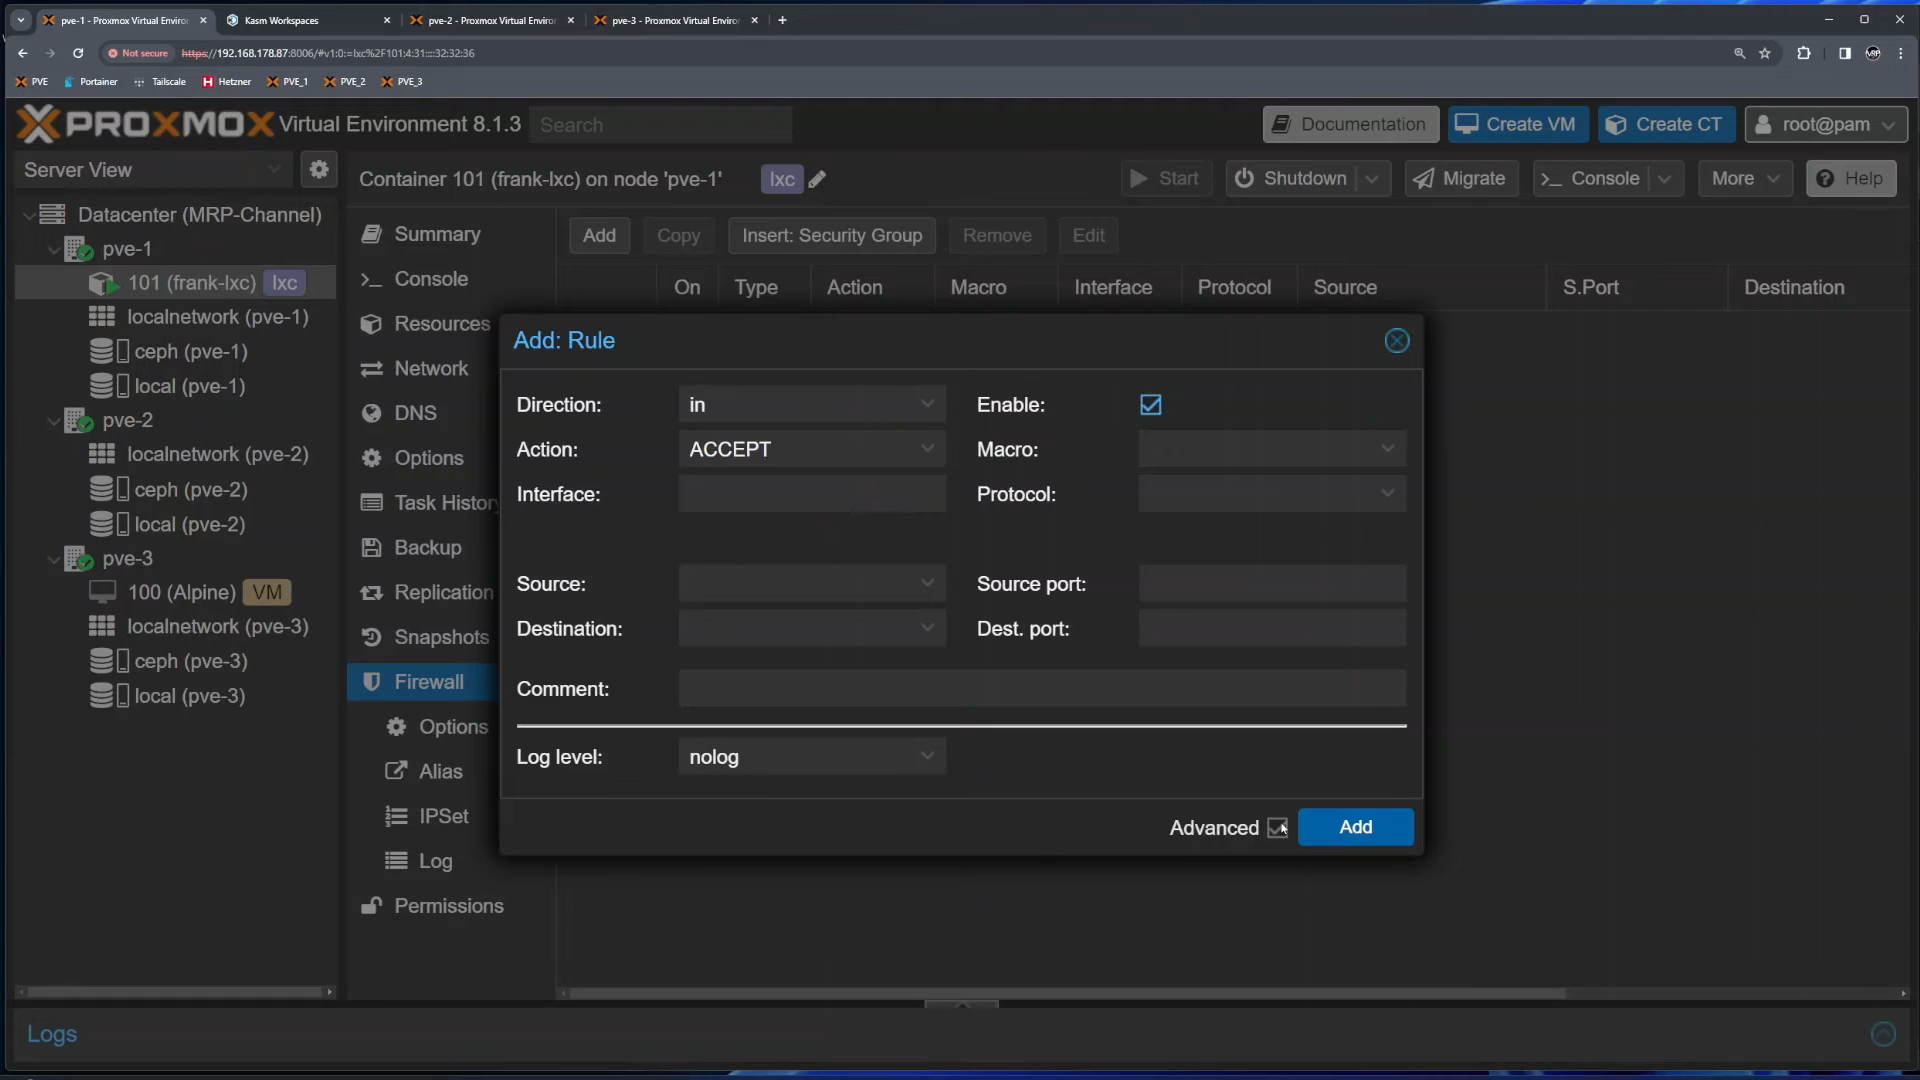 pve-1 - Proxmox Virtual Enviro
Kasm Workspaces
pve-2 - Proxmox Virtual Enviro
pve-3 - Proxmox Virtual Enviro
Not secure
https://192.168.178.87:8006/#v1:0:=lxc%2F101:4:31::::32:32:36
PVE
Portainer
Tailscale
H Hetzner
PVE_1
PVE_2
PVE_3
PROXMOX Virtual Environment 8.1.3
Search
Documentation
Create VM
Create CT
root@pam
Server View
Container 101 (frank-lxc) on node 'pve-1'
lxc
Start
Shutdown
Migrate
Console
More
Help
Datacenter (MRP-Channel)
pve-1
101 (frank-lxc) lxc
localnetwork (pve-1)
ceph (pve-1)
local (pve-1)
pve-2
localnetwork (pve-2)
ceph (pve-2)
local (pve-2)
pve-3
100 (Alpine) VM
localnetwork (pve-3)
ceph (pve-3)
local (pve-3)
Summary
Console
Resources
Network
DNS
Options
Task History
Backup
Replication
Snapshots
Firewall
Options
Alias
IPSet
Log
Permissions
Add
Copy
Insert: Security Group
Remove
Edit
On
Type
Action
Macro
Interface
Protocol
Source
S.Port
Destination
Add: Rule
Direction:
in
Enable:
Action:
ACCEPT
Macro:
Interface:
Protocol:
Source:
Source port:
Destination:
Dest. port:
Comment:
Log level:
nolog
Advanced
Add
Logs